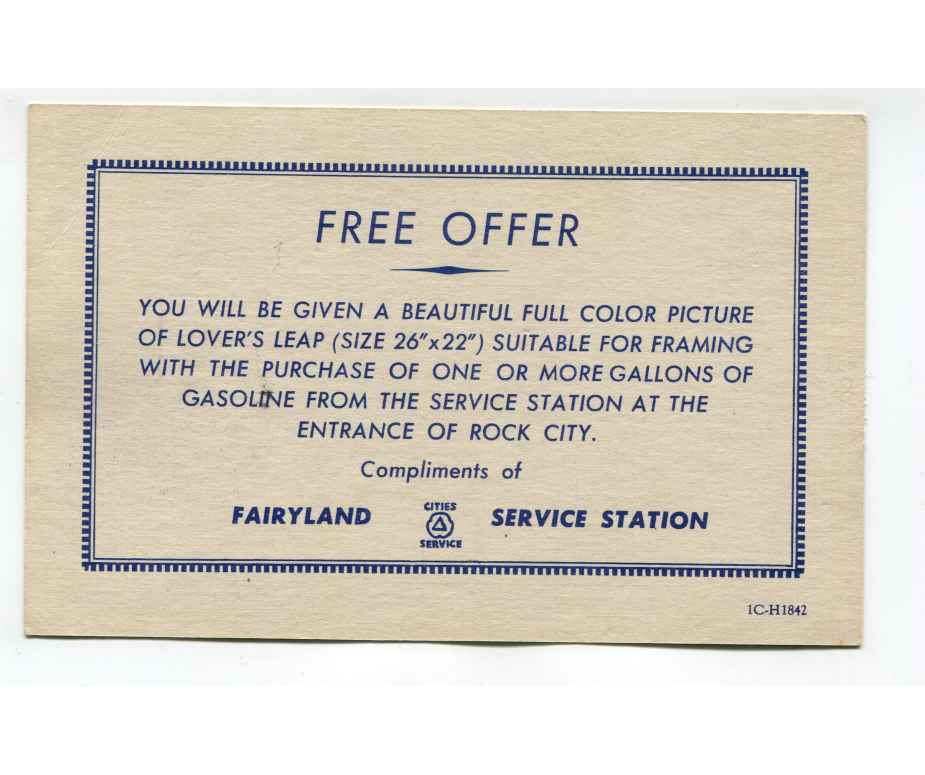 FREE OFFER
YOU WILL BE GIVEN A BEAUTIFUL FULL COLOR PICTURE
OF LOVER'S LEAP (SIZE 26"x22") SUITABLE FOR FRAMING
WITH THE PURCHASE OF ONE OR MORE GALLONS OF
GASOLINE FROM THE SERVICE STATION AT THE
ENTRANCE OF ROCK CITY.
Compliments of
FAIRYLAND CITIES SERVICE SERVICE STATION
1C-H1842